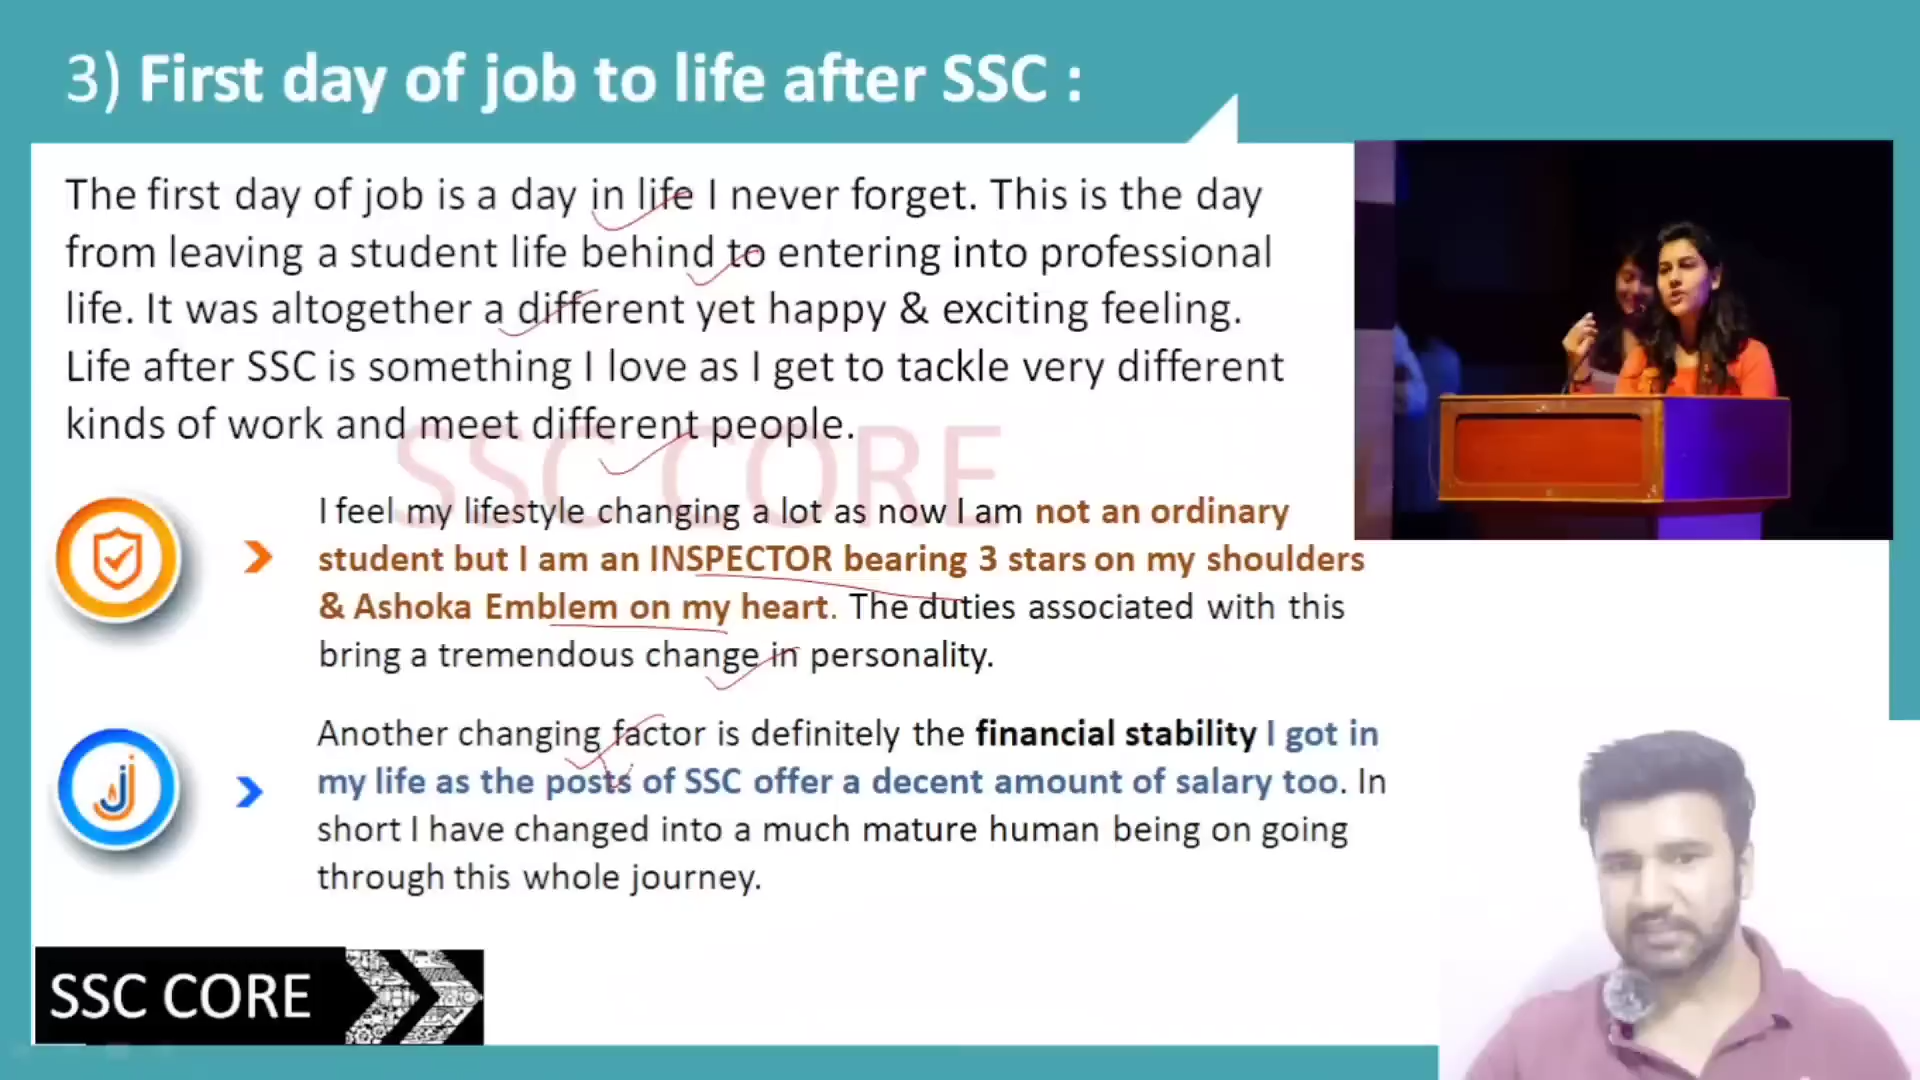 3) First day of job to life after SSC :
The first day of job is a day in life I never forget. This is the day
from leaving a student life behind to entering into professional
life. It was altogether a different yet happy & exciting feeling.
Life after SSC is something I love as I get to tackle very different
kinds of work and meet different people.
SSC CORE
I feel my lifestyle changing a lot as now I am not an ordinary
student but I am an INSPECTOR bearing 3 stars on my shoulders
& Ashoka Emblem on my heart. The duties associated with this
bring a tremendous change in personality.
Another changing factor is definitely the financial stability I got in
my life as the posts of SSC offer a decent amount of salary too. In
short I have changed into a much mature human being on going
through this whole journey.
SSC CORE